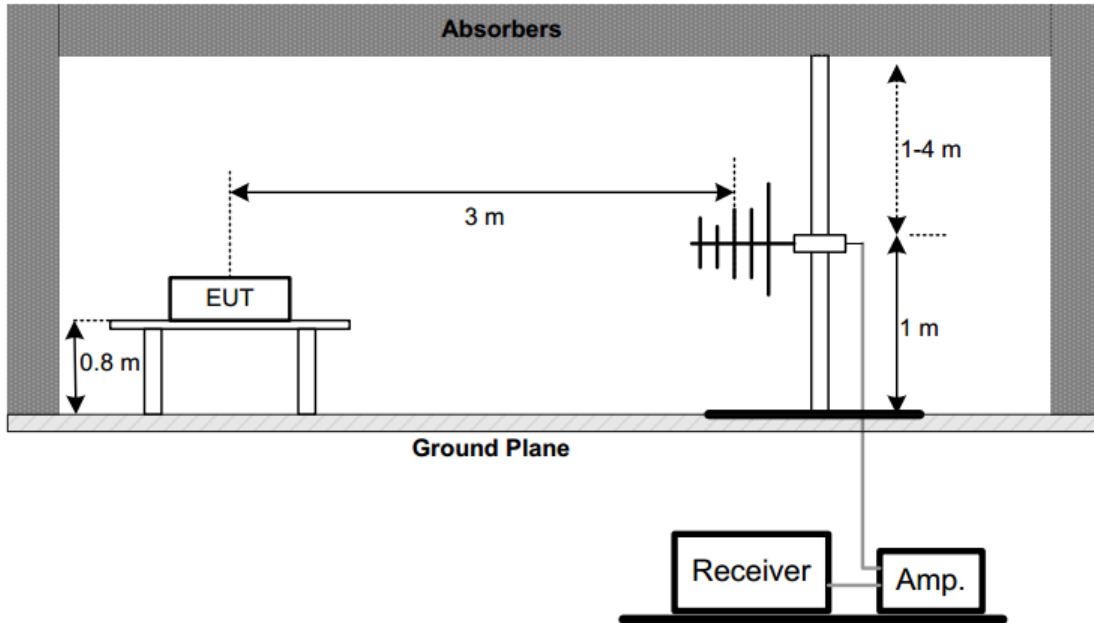 Absorbers
1-4 m
3 m
EUT
1 m
0.8 m
Ground Plane
Receiver
Amp.